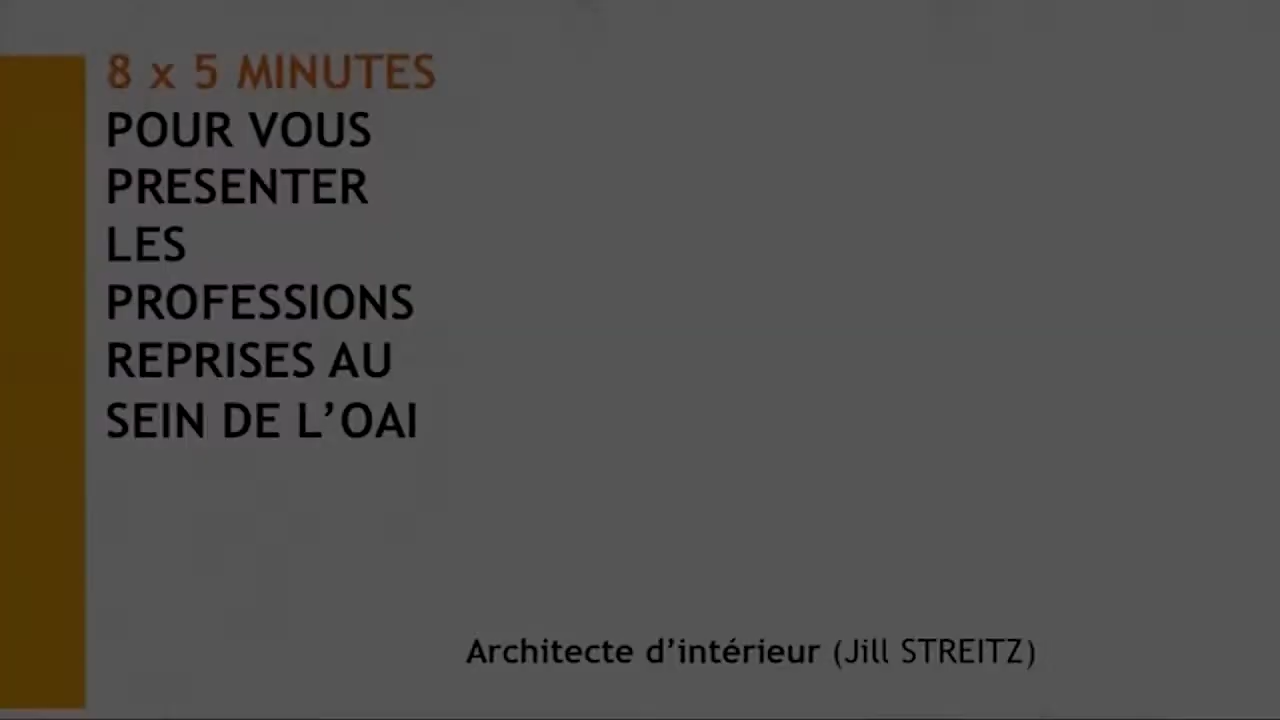 8 x 5 MINUTES
POUR VOUS
PRESENTER
LES
PROFESSIONS
REPRISES AU
SEIN DE L’OAI
Architecte d’intérieur (Jill STREITZ)